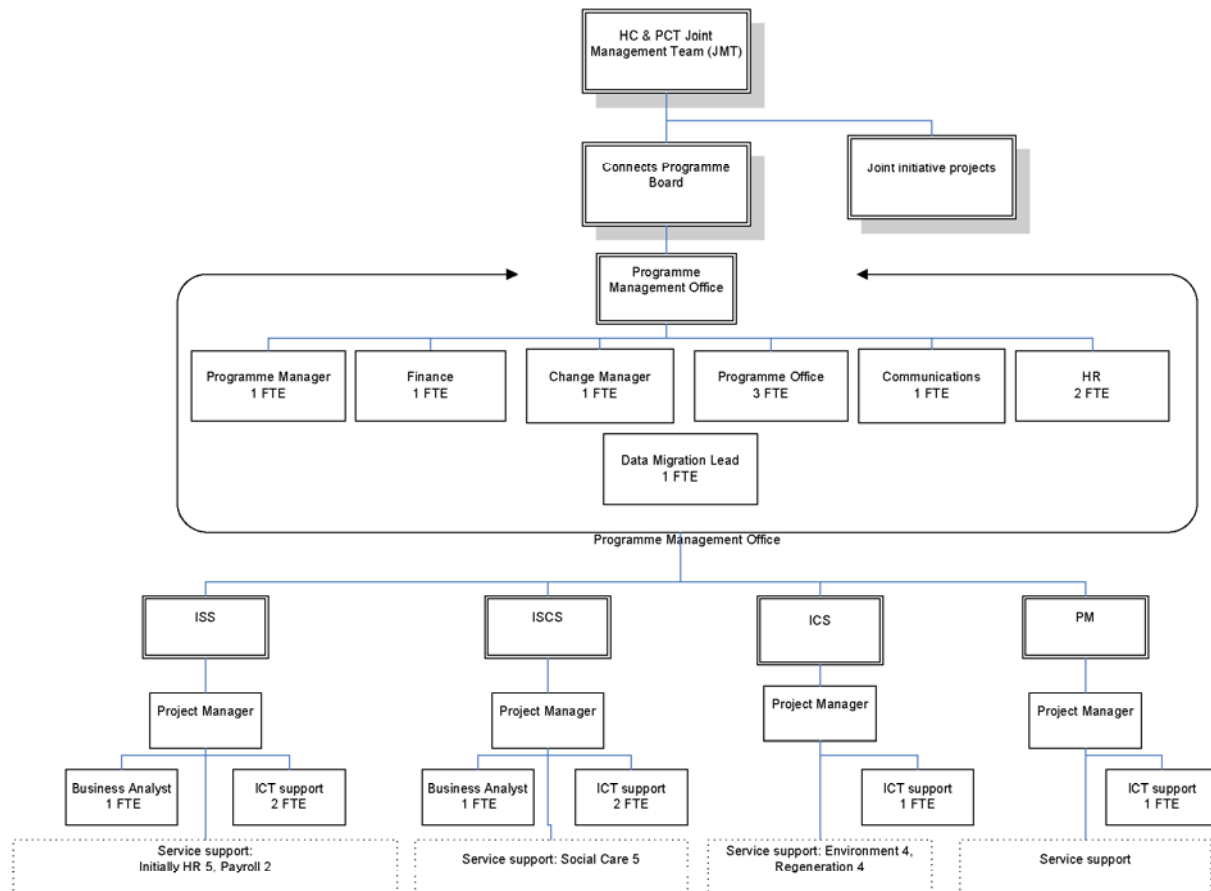 HC & PCT Joint
Management Team (JMT)
Connects Programme
Board
Joint initiative projects
Programme
Management Office
Programme Manager
1 FTE
Finance
1 FTE
Change Manager
1 FTE
Programme Office
3 FTE
Communications
1 FTE
HR
2 FTE
Data Migration Lead
1 FTE
Programme Management Office
ISS
ISCS
ICS
PM
Project Manager
Project Manager
Project Manager
Project Manager
Business Analyst
1 FTE
ICT support
2 FTE
Business Analyst
1 FTE
ICT support
2 FTE
ICT support
1 FTE
ICT support
1 FTE
Service support:
Initially HR 5, Payroll 2
Service support: Social Care 5
Service support: Environment 4,
Regeneration 4
Service support